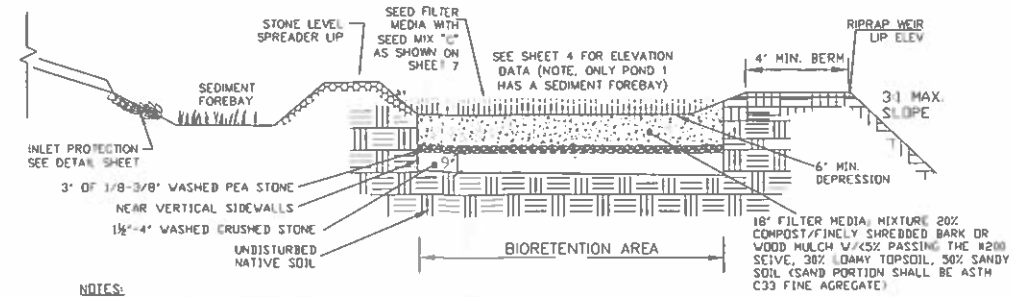 STONE LEVEL
SPREADER LIP
SEED FILTER
MEDIA WITH
SEED MIX "C"
AS SHOWN ON
SHEET 7
SEE SHEET 4 FOR ELEVATION
DATA (NOTE, ONLY POND 1
HAS A SEDIMENT FOREBAY)
RIPRAP WEIR
LIP ELEV
4' MIN. BERM
3:1 MAX.
SLOPE
SEDIMENT
FOREBAY
INLET PROTECTION
SEE DETAIL SHEET
3" OF 1/8-3/8" WASHED PEA STONE
NEAR VERTICAL SIDEWALLS
1½"-4" WASHED CRUSHED STONE
UNDISTURBED
NATIVE SOIL
9"
6" MIN.
DEPRESSION
BIORETENTION AREA
18" FILTER MEDIA; MIXTURE 20%
COMPOST/FINELY SHREDDED BARK OR
WOOD MULCH W/<5% PASSING THE #200
SEIVE, 30% LOAMY TOPSOIL, 50% SANDY
SOIL (SAND PORTION SHALL BE ASTM
C33 FINE AGREGATE)
NOTES: